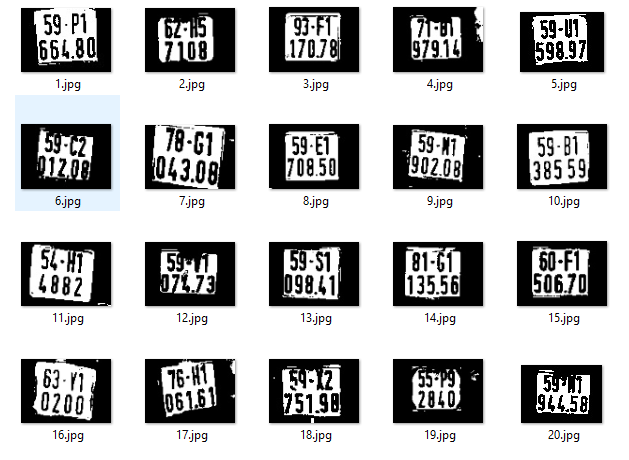 59-P1
664.80
1.jpg
62-H5
7108
2.jpg
93-F1
170.78
3.jpg
71-B1
979.14
4.jpg
59-U1
598.97
5.jpg
59-C2
012.08
6.jpg
78-G1
043.08
7.jpg
59-E1
708.50
8.jpg
59-M1
902.08
9.jpg
59-B1
385 59
10.jpg
54-H1
4882
11.jpg
59-V1
074.73
12.jpg
59-S1
098.41
13.jpg
81-G1
135.56
14.jpg
60-F1
506.70
15.jpg
63-V1
0200
16.jpg
76-H1
061.61
17.jpg
59-X2
751.98
18.jpg
55-P9
2840
19.jpg
59-N1
944.58
20.jpg